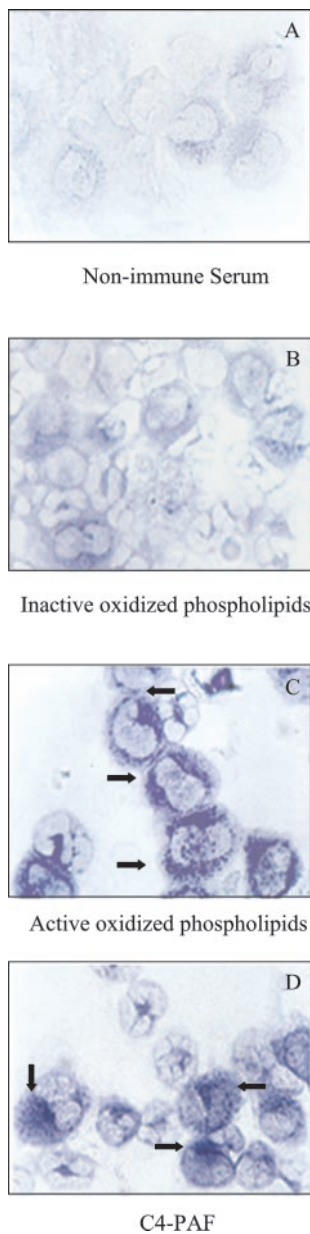 A
Non-immune Serum
B
Inactive oxidized phospholipids
C
Active oxidized phospholipids
D
C4-PAF